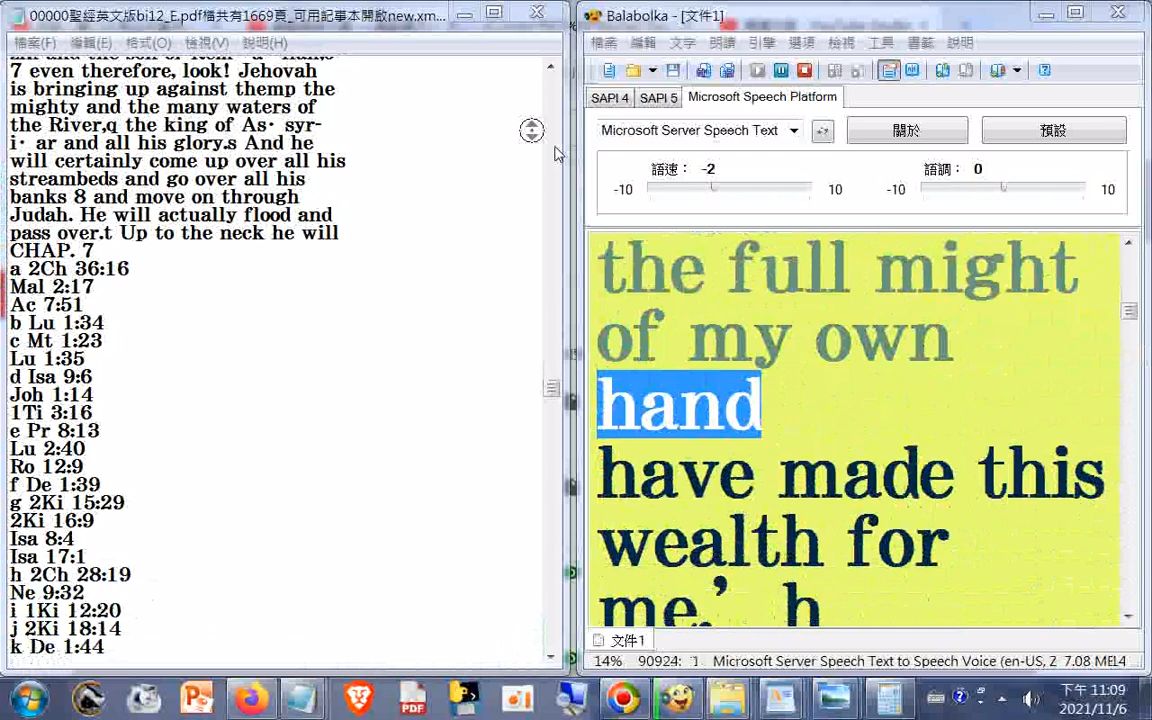 00000聖經英文版bi12_E.pdf檔共有1669頁_可用記事本開啟new.xm...
檔案(F) 編輯(E) 格式(O) 檢視(V) 說明(H)
7 even therefore, look! Jehovah
is bringing up against themp the
mighty and the many waters of
the River,q the king of As· syr-
i· ar and all his glory.s And he
will certainly come up over all his
streambeds and go over all his
banks 8 and move on through
Judah. He will actually flood and
pass over.t Up to the neck he will
CHAP. 7
a 2Ch 36:16
Mal 2:17
Ac 7:51
b Lu 1:34
c Mt 1:23
Lu 1:35
d Isa 9:6
Joh 1:14
1Ti 3:16
e Pr 8:13
Lu 2:40
Ro 12:9
f De 1:39
g 2Ki 15:29
2Ki 16:9
Isa 8:4
Isa 17:1
h 2Ch 28:19
Ne 9:32
i 1Ki 12:20
j 2Ki 18:14
k De 1:44
Balabolka - [文件1]
檔案 編輯 文字 朗讀 引擎 選項 檢視 工具 書籤 說明
SAPI 4 SAPI 5 Microsoft Speech Platform
Microsoft Server Speech Text 關於 預設
語速： -2 語調： 0
-10 10 -10 10
the full might
of my own
hand
have made this
wealth for
me.’ h
文件1
14% Microsoft Server Speech Text to Speech Voice (en-US,
下午 11:09
2021/11/6